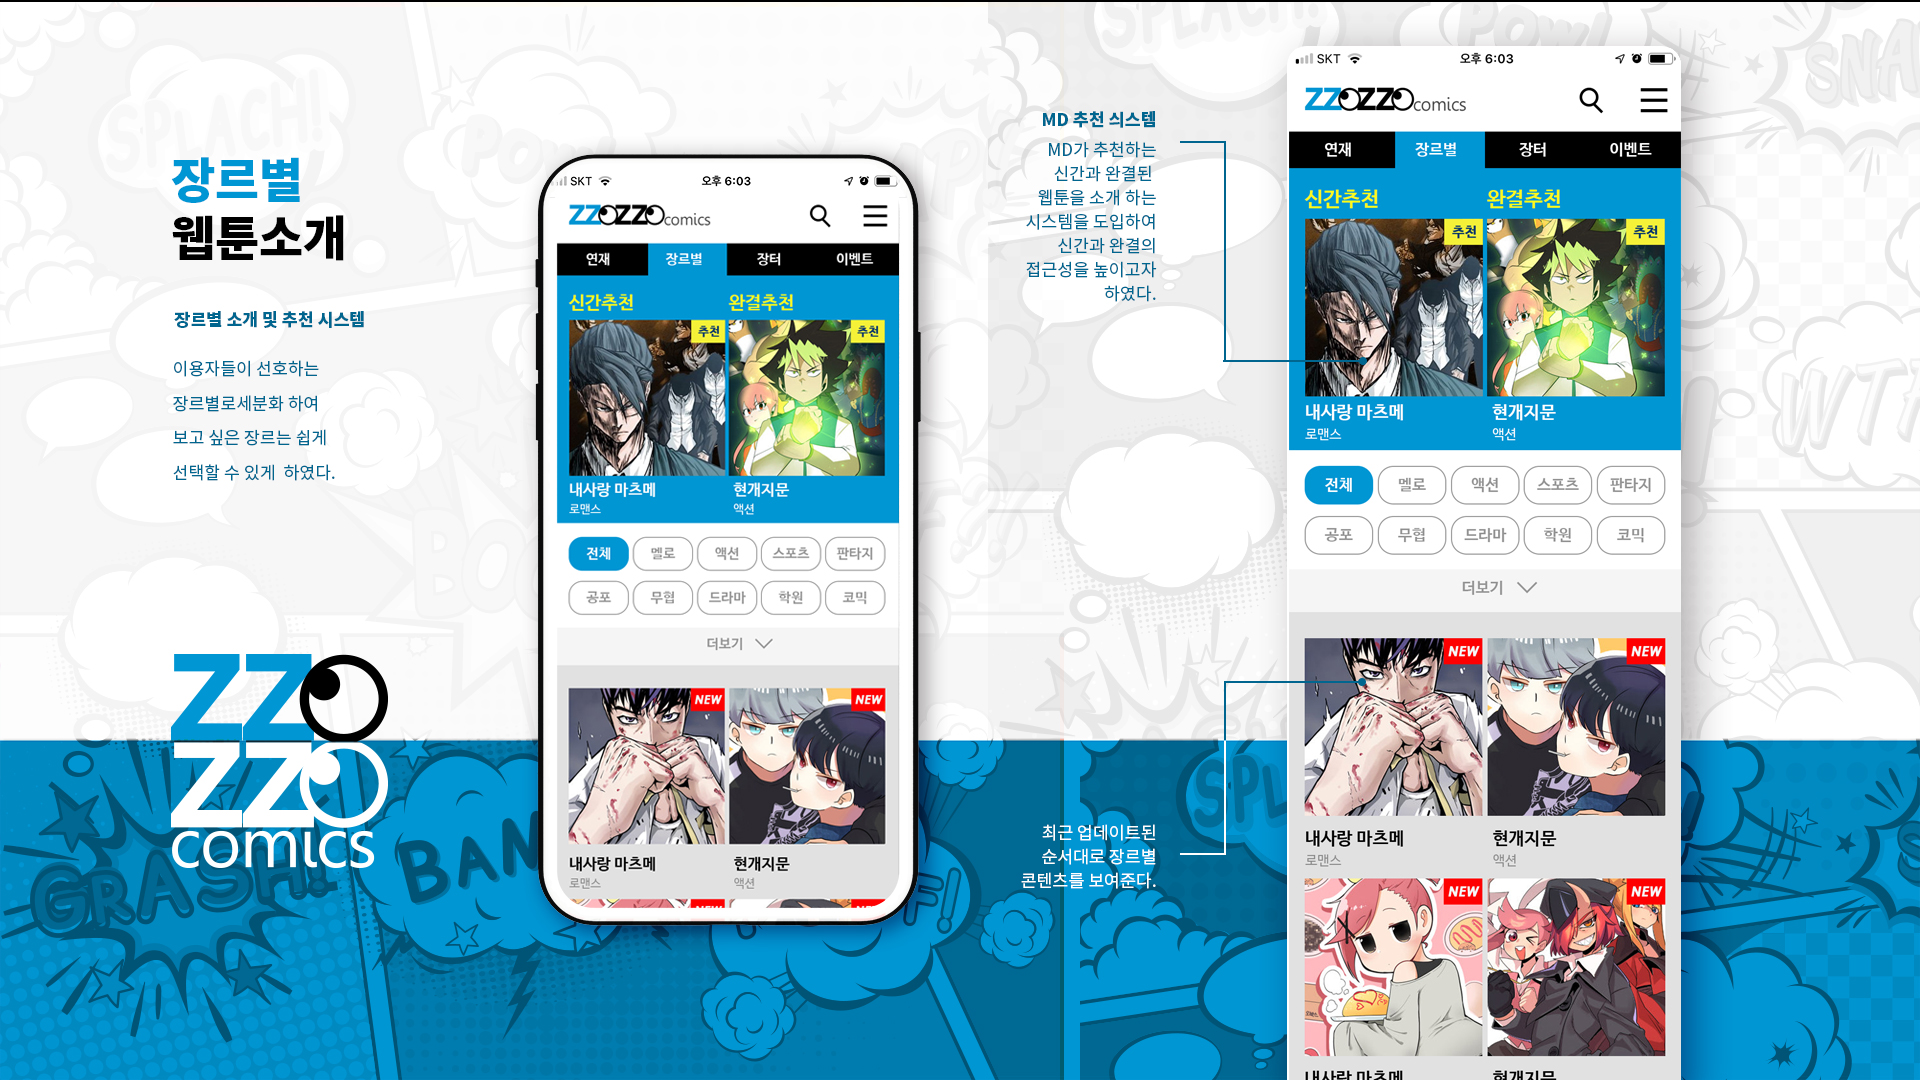 장르별
웹툰소개
장르별 소개 및 추천 시스템
이용자들이 선호하는
장르별로세분화 하여
보고 싶은 장르는 쉽게
선택할 수 있게 하였다.
ZZO
ZZO
comics
SKT
오후 6:03
ZZOZZO comics
연재
장르별
장터
이벤트
신간추천
완결추천
추천
추천
내사랑 마츠메
현개지문
로맨스
액션
전체
멜로
액션
스포츠
판타지
공포
무협
드라마
학원
코믹
더보기
NEW
NEW
내사랑 마츠메
현개지문
로맨스
액션
MD 추천 싀스템
MD가 추천하는
신간과 완결된
웹툰을 소개 하는
시스템을 도입하여
신간과 완결의
접근성을 높이고자
하였다.
최근 업데이트된
순서대로 장르별
콘텐츠를 보여준다.
SKT
오후 6:03
ZZOZZO comics
연재
장르별
장터
이벤트
신간추천
완결추천
추천
추천
내사랑 마츠메
현개지문
로맨스
액션
전체
멜로
액션
스포츠
판타지
공포
무협
드라마
학원
코믹
더보기
NEW
NEW
내사랑 마츠메
현개지문
로맨스
액션
NEW
NEW
내사랑 마츠메
현개지문
SPLACH!
POW!
CRASH!